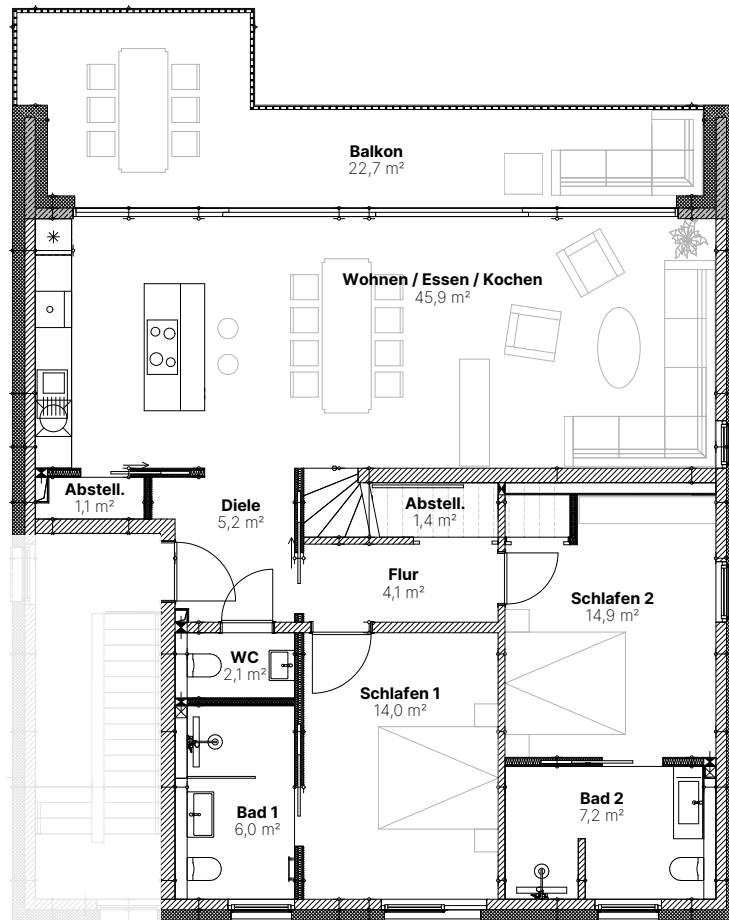 Balkon
22,7 m²
Wohnen / Essen / Kochen
45,9 m²
Abstell.
1,1 m²
Diele
5,2 m²
Abstell.
1,4 m²
Flur
4,1 m²
Schlafen 2
14,9 m²
WC
2,1 m²
Schlafen 1
14,0 m²
Bad 1
6,0 m²
Bad 2
7,2 m²